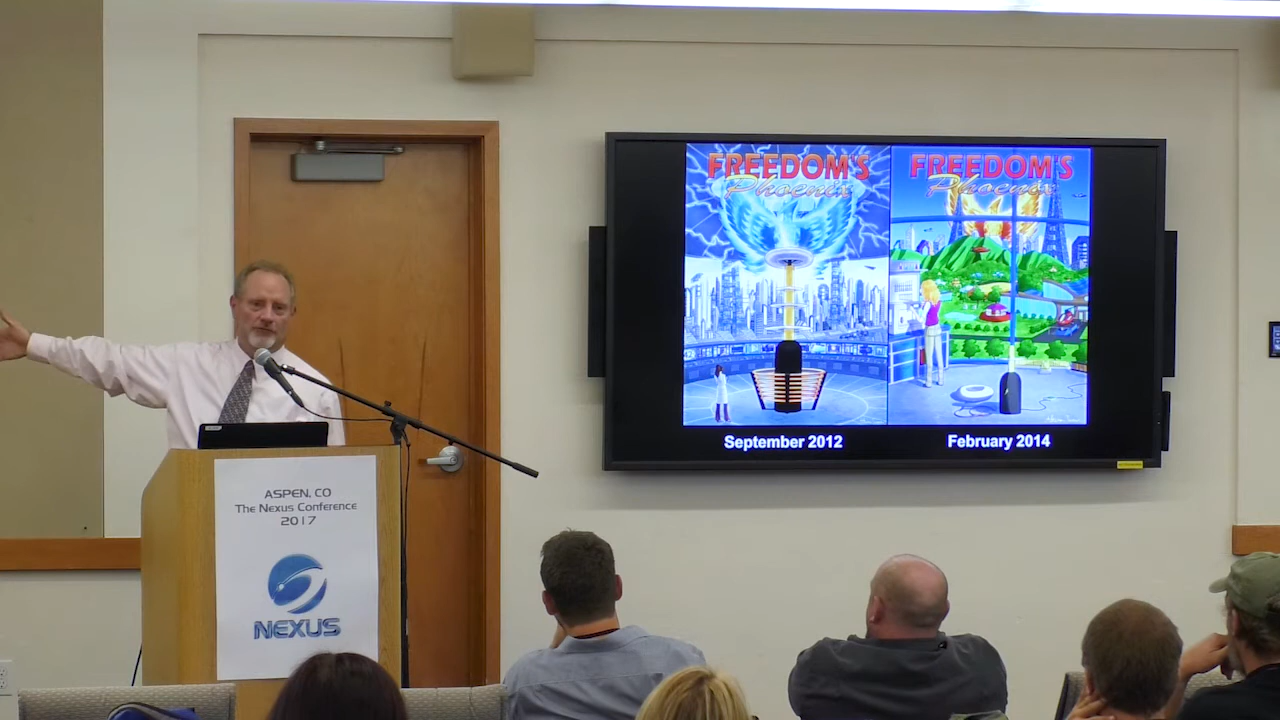 FREEDOM'S
Phoenix
FREEDOM'S
Phoenix
September 2012
February 2014
ASPEN, CO
The Nexus Conference
2017
NEXUS